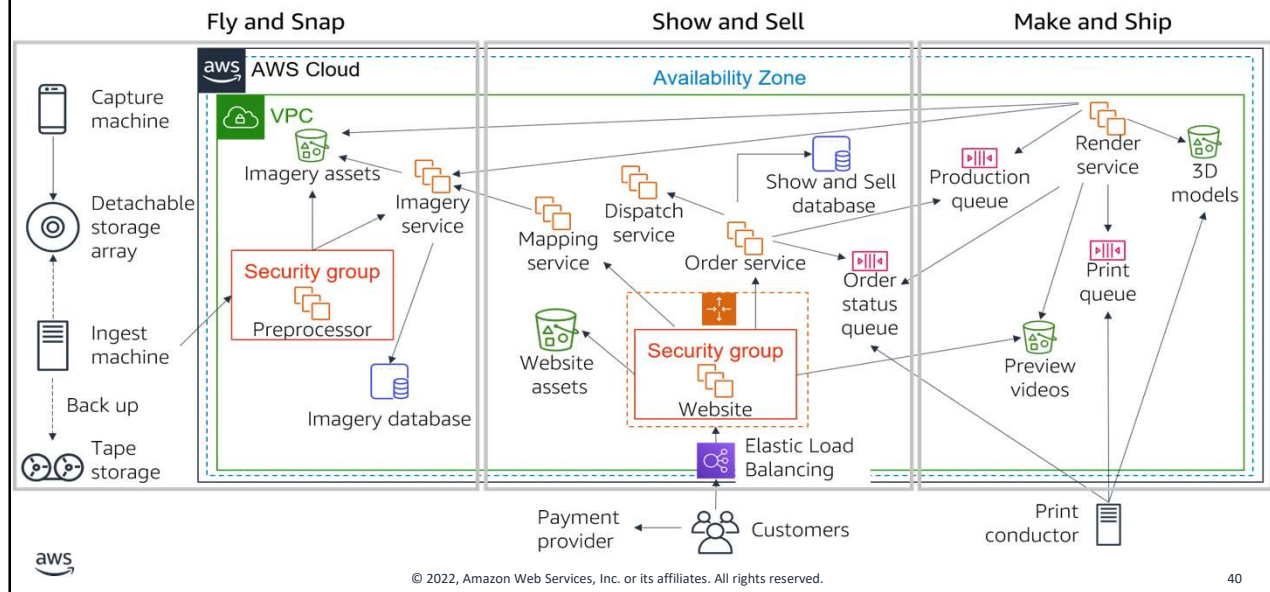 Fly and Snap
Show and Sell
Make and Ship
aws
AWS Cloud
Availability Zone
VPC
Capture
machine
Detachable
storage
array
Ingest
machine
Back up
Tape
storage
Imagery assets
Imagery
service
Security group
Preprocessor
Imagery database
Mapping
service
Dispatch
service
Show and Sell
database
Order service
Order
status
queue
Website
assets
Security group
Website
Elastic Load
Balancing
Production
queue
Render
service
3D
models
Print
queue
Preview
videos
Payment
provider
Customers
Print
conductor
aws
© 2022, Amazon Web Services, Inc. or its affiliates. All rights reserved.
40